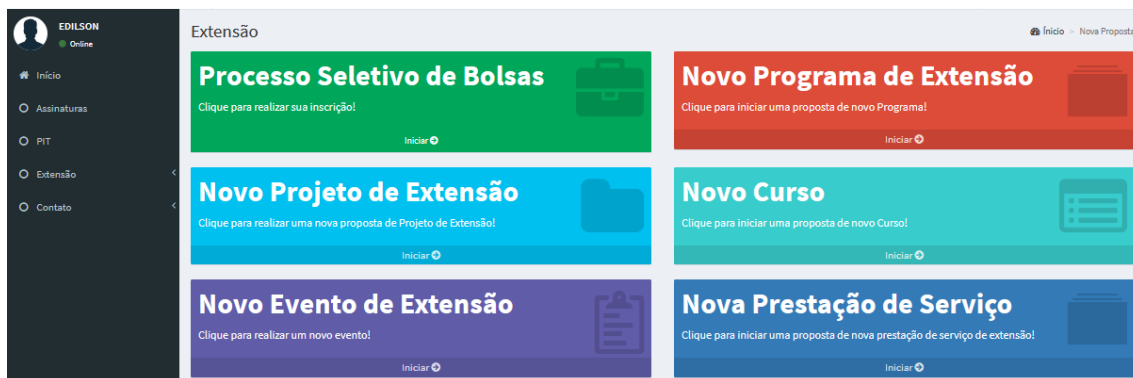 EDILSON
Online
Início
Assinaturas
PIT
Extensão
Contato
Extensão
Ínicio > Nova Proposta
Processo Seletivo de Bolsas
Clique para realizar sua inscrição!
Iniciar
Novo Programa de Extensão
Clique para iniciar uma proposta de novo Programa!
Iniciar
Novo Projeto de Extensão
Clique para realizar uma nova proposta de Projeto de Extensão!
Iniciar
Novo Curso
Clique para iniciar uma proposta de novo Curso!
Iniciar
Novo Evento de Extensão
Clique para realizar um novo evento!
Iniciar
Nova Prestação de Serviço
Clique para iniciar uma proposta de nova prestação de serviço de extensão!
Iniciar